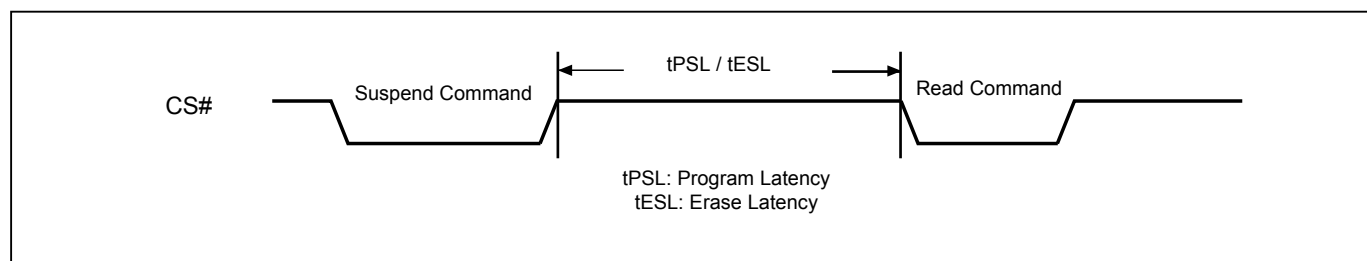 tPSL / tESL
Suspend Command
Read Command
CS#
tPSL: Program Latency
tESL: Erase Latency